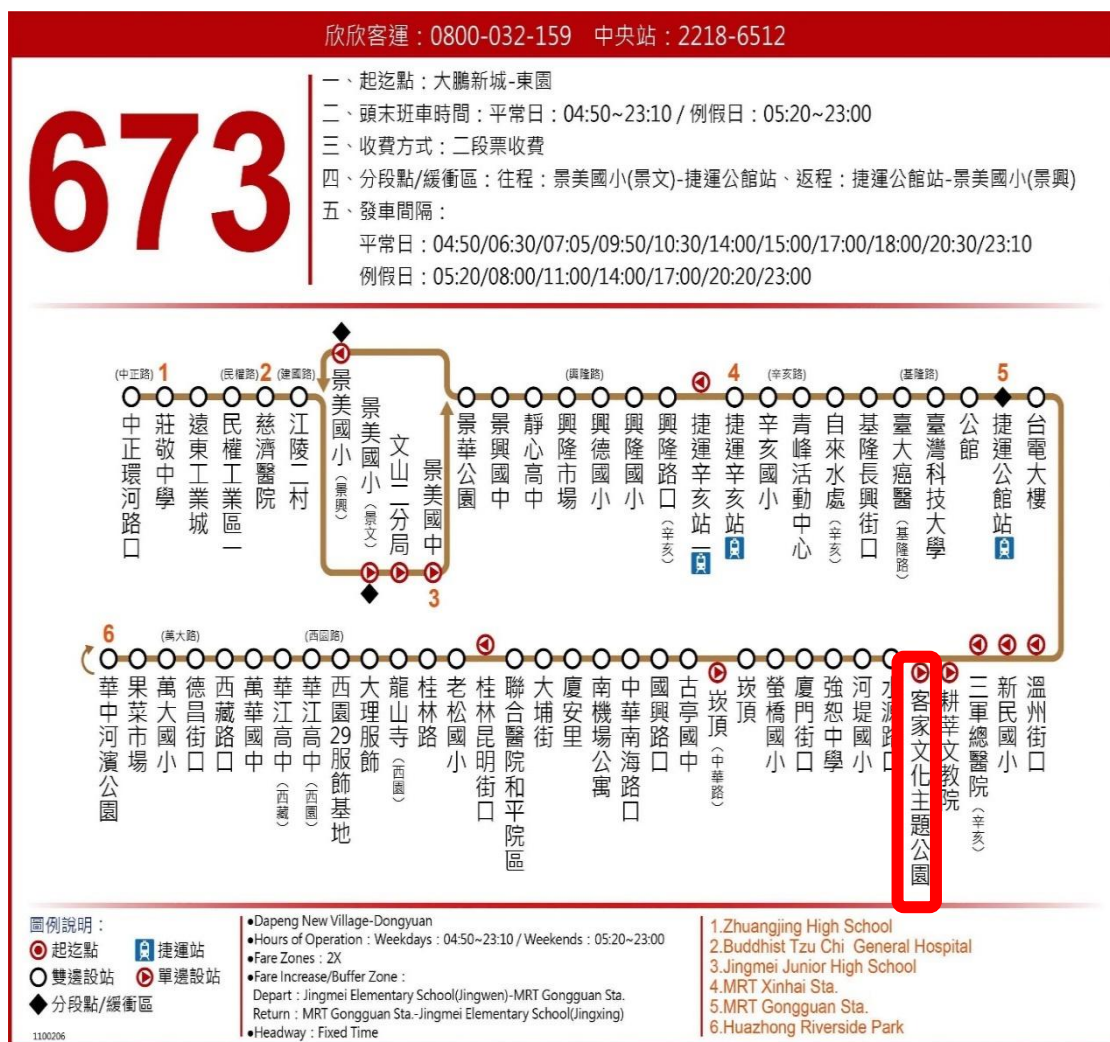 欣欣客運：0800-032-159 中央站：2218-6512
673
一、起迄點：大鵬新城-東園
二、頭末班車時間：平常日：04:50~23:10 / 例假日：05:20~23:00
三、收費方式：二段票收費
四、分段點/緩衝區：往程：景美國小(景文)-捷運公館站、返程：捷運公館站-景美國小(景興)
五、發車間隔：
平常日：04:50/06:30/07:05/09:50/10:30/14:00/15:00/17:00/18:00/20:30/23:10
例假日：05:20/08:00/11:00/14:00/17:00/20:20/23:00
(中正路)
1
(民權路)
2
(建國路)
(興隆路)
4
(辛亥路)
(基隆路)
5
中正環河路口
莊敬中學
遠東工業城
民權工業區一
慈濟醫院
江陵二村
景美國小(景興)
景美國小(景文)
文山二分局
景美國中
3
景華公園
景興國中
靜心高中
興隆市場
興德國小
興隆國小
興隆路口(辛亥)
捷運辛亥站一
捷運辛亥站
辛亥國小
青峰活動中心
自來水處(辛亥)
基隆長興街口
臺大癌醫(基隆路)
臺灣科技大學
公館
捷運公館站
台電大樓
6
(萬大路)
(西園路)
華中河濱公園
果菜市場
萬大國小
德昌街口
西藏路口
萬華國中
華江高中(西藏)
華江高中(西園)
西園29服飾基地
大理服飾
龍山寺(西園)
桂林路
老松國小
桂林昆明街口
聯合醫院和平院區
大埔街
廈安里
南機場公寓
中華南海路口
國興路口
古亭國中
崁頂(中華路)
崁頂
螢橋國小
廈門街口
強恕中學
河堤國小
水源路口
客家文化主題公園
耕莘文教院
三軍總醫院(辛亥)
新民國小
溫州街口
圖例說明：
起迄點
捷運站
雙邊設站
單邊設站
分段點/緩衝區
1100206
●Dapeng New Village-Dongyuan
●Hours of Operation：Weekdays：04:50~23:10 / Weekends：05:20~23:00
●Fare Zones：2X
●Fare Increase/Buffer Zone：
Depart：Jingmei Elementary School(Jingwen)-MRT Gongguan Sta.
Return：MRT Gongguan Sta.-Jingmei Elementary School(Jingxing)
●Headway：Fixed Time
1.Zhuangjing High School
2.Buddhist Tzu Chi General Hospital
3.Jingmei Junior High School
4.MRT Xinhai Sta.
5.MRT Gongguan Sta.
6.Huazhong Riverside Park